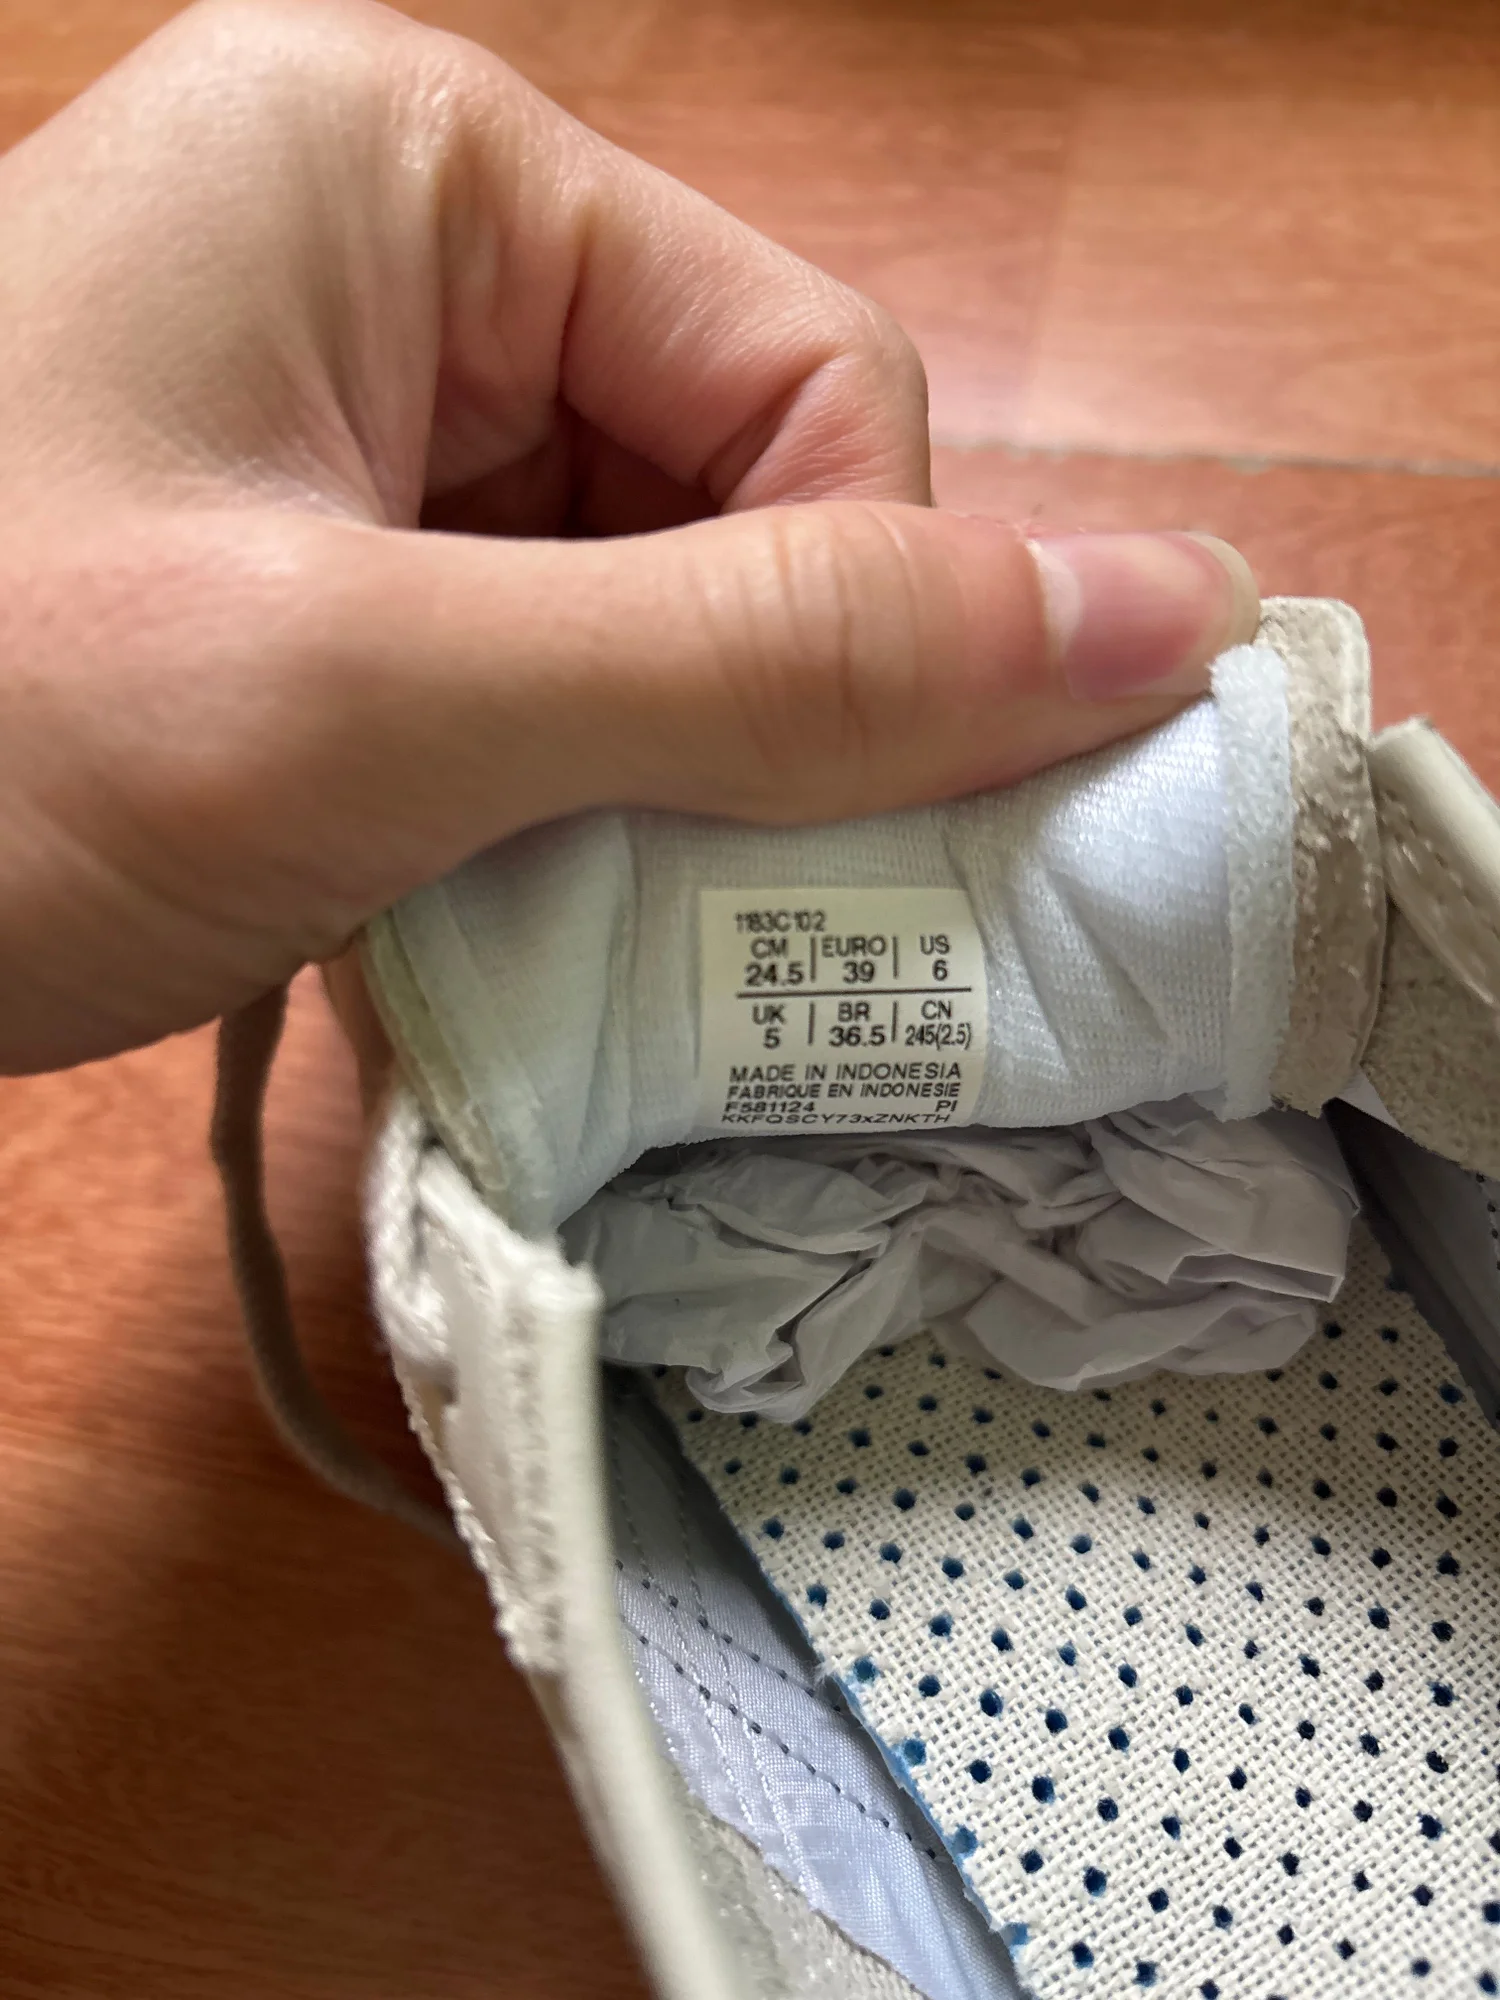 1183C102
CM | EURO | US
24.5 | 39 | 6
UK | BR | CN
5 | 36.5 | 245(2.5)
MADE IN INDONESIA
FABRIQUE EN INDONESIE
F581124 PI
KKFQSCY73xZNKTH